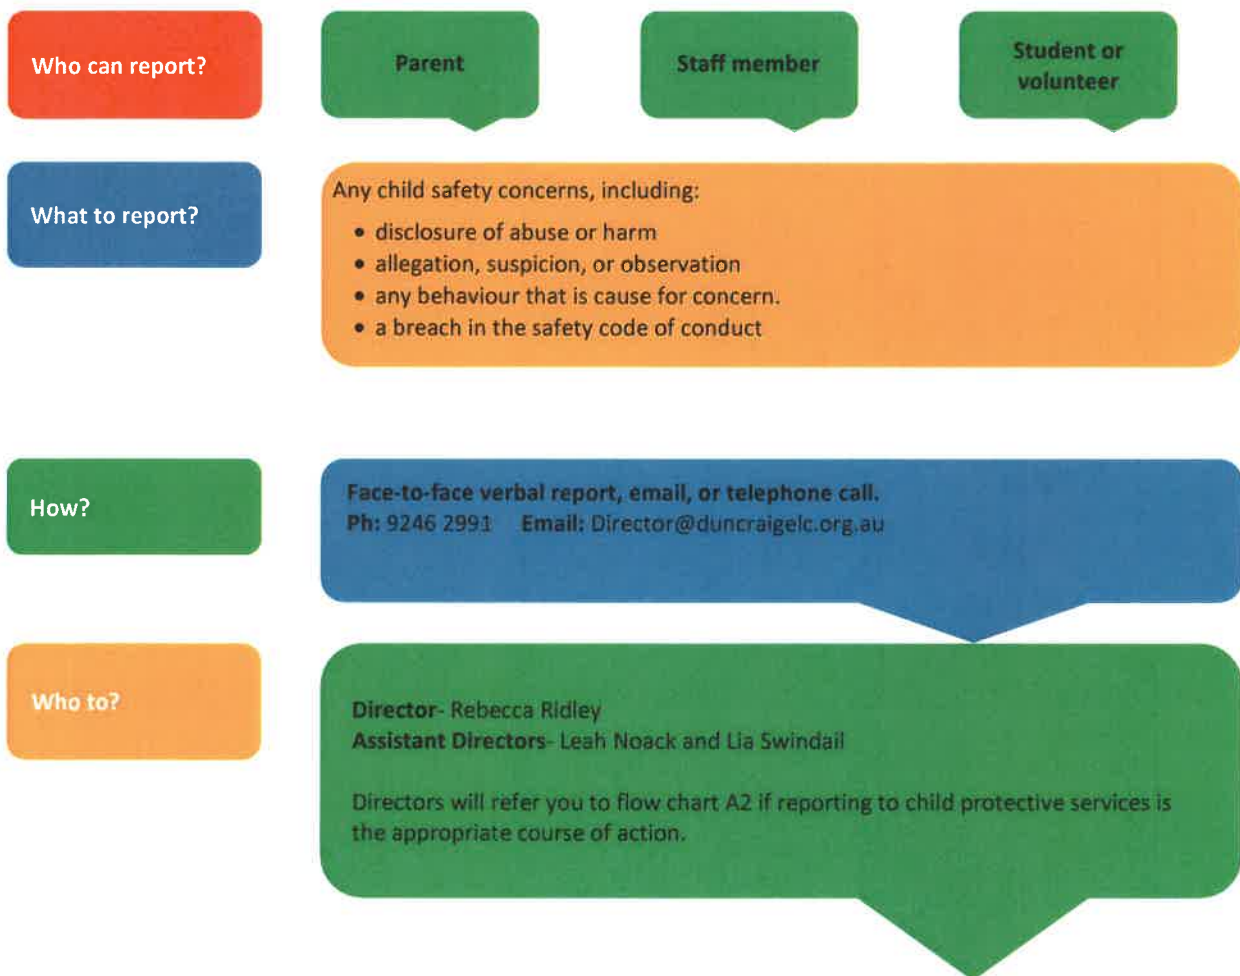 Who can report?
Parent
Staff member
Student or
volunteer
What to report?
Any child safety concerns, including:
• disclosure of abuse or harm
• allegation, suspicion, or observation
• any behaviour that is cause for concern.
• a breach in the safety code of conduct
How?
Face-to-face verbal report, email, or telephone call.
Ph: 9246 2991 Email: Director@duncraigelc.org.au
Who to?
Director- Rebecca Ridley
Assistant Directors- Leah Noack and Lia Swindail
Directors will refer you to flow chart A2 if reporting to child protective services is
the appropriate course of action.